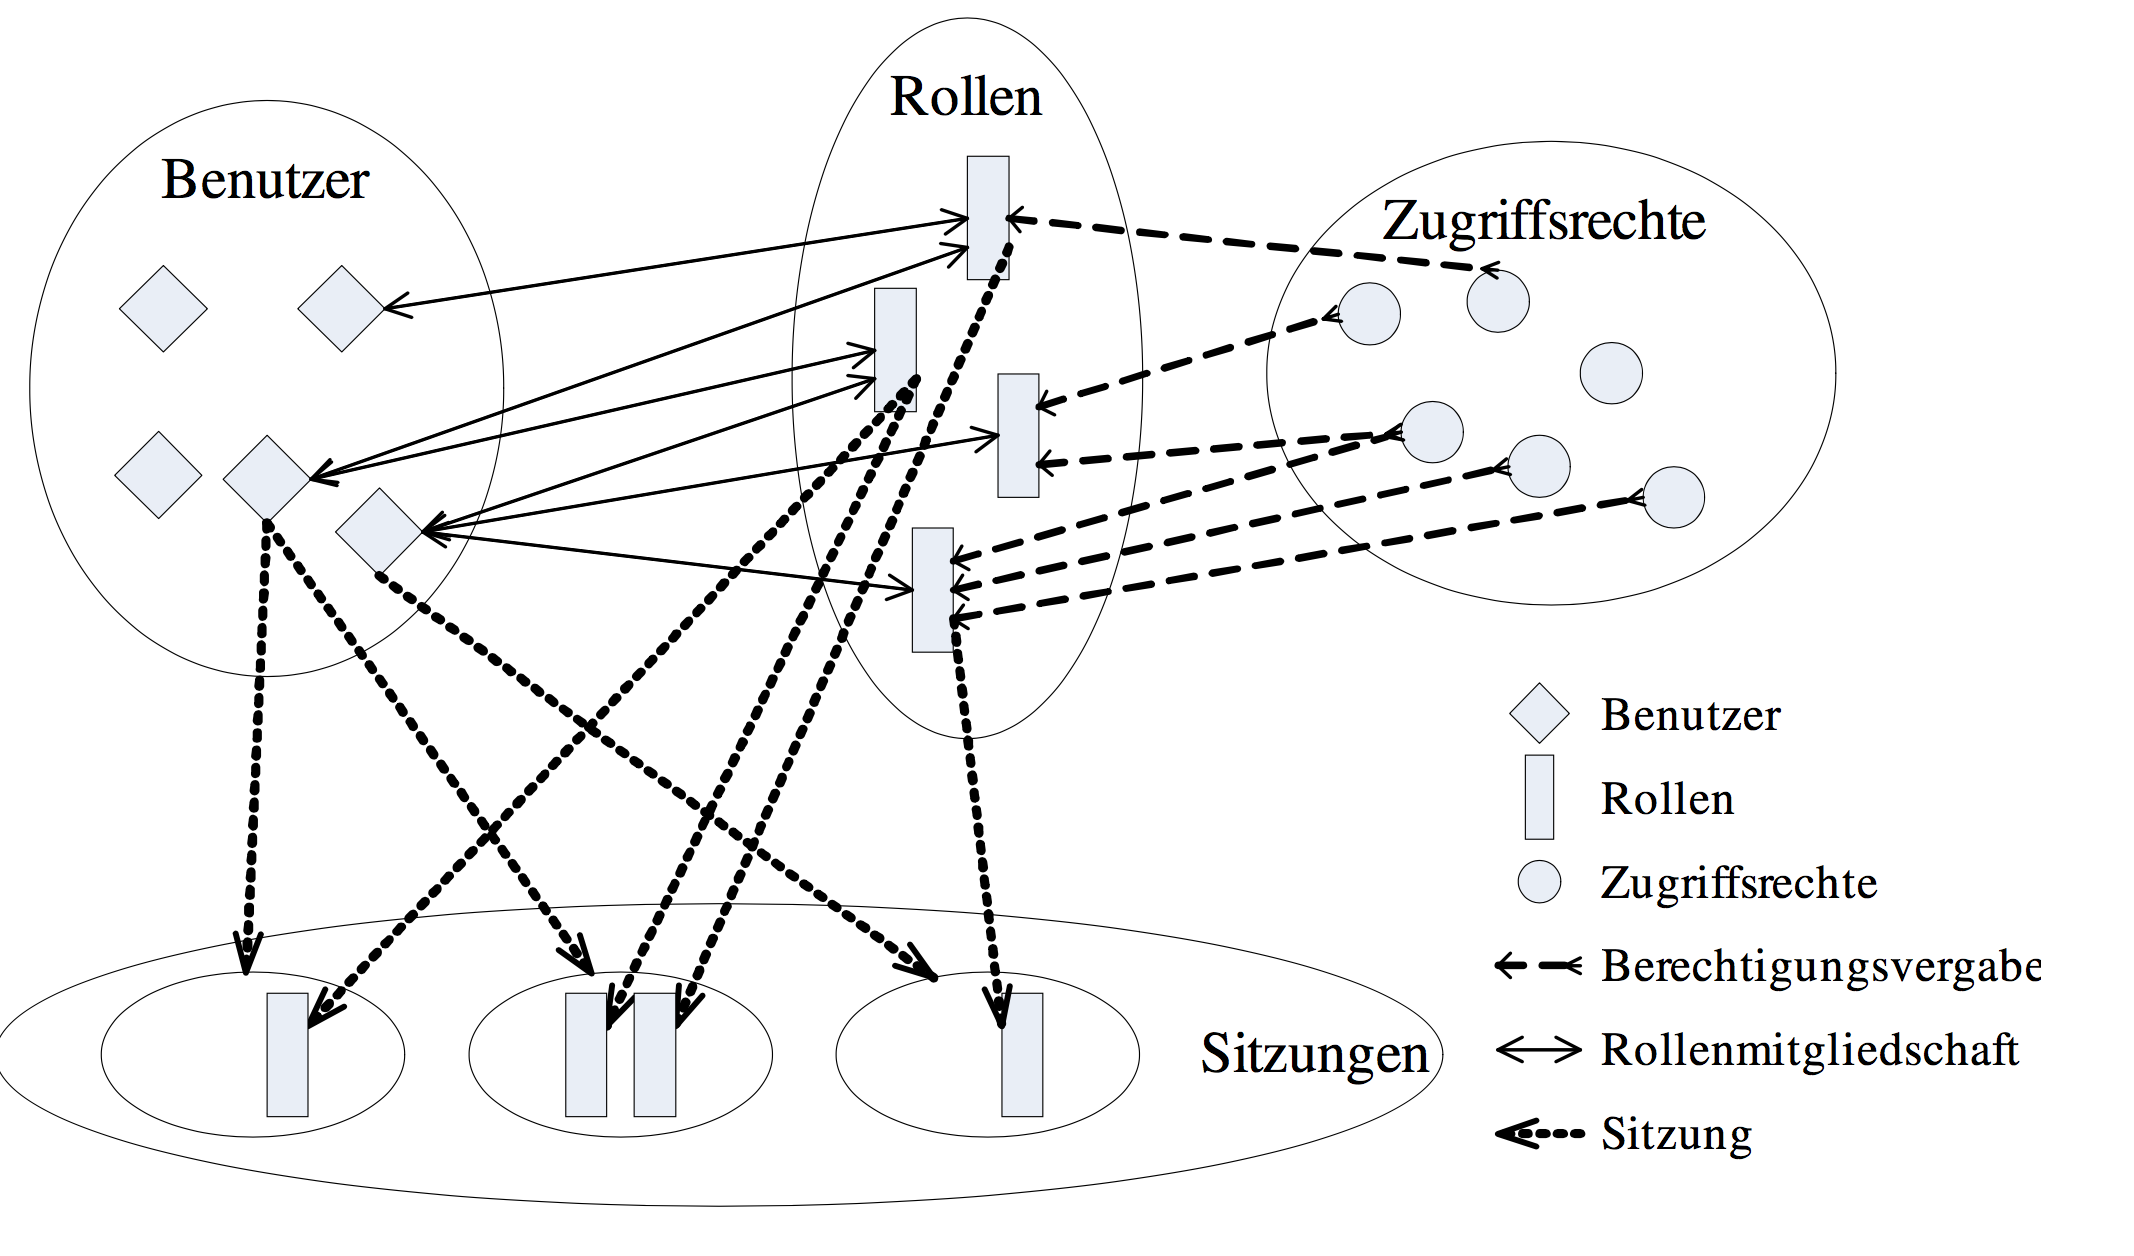 Rollen
Benutzer
Zugriffsrechte
Benutzer
Rollen
Zugriffsrechte
Berechtigungsvergabe
Sitzungen
Rollenmitgliedschaft
Sitzung